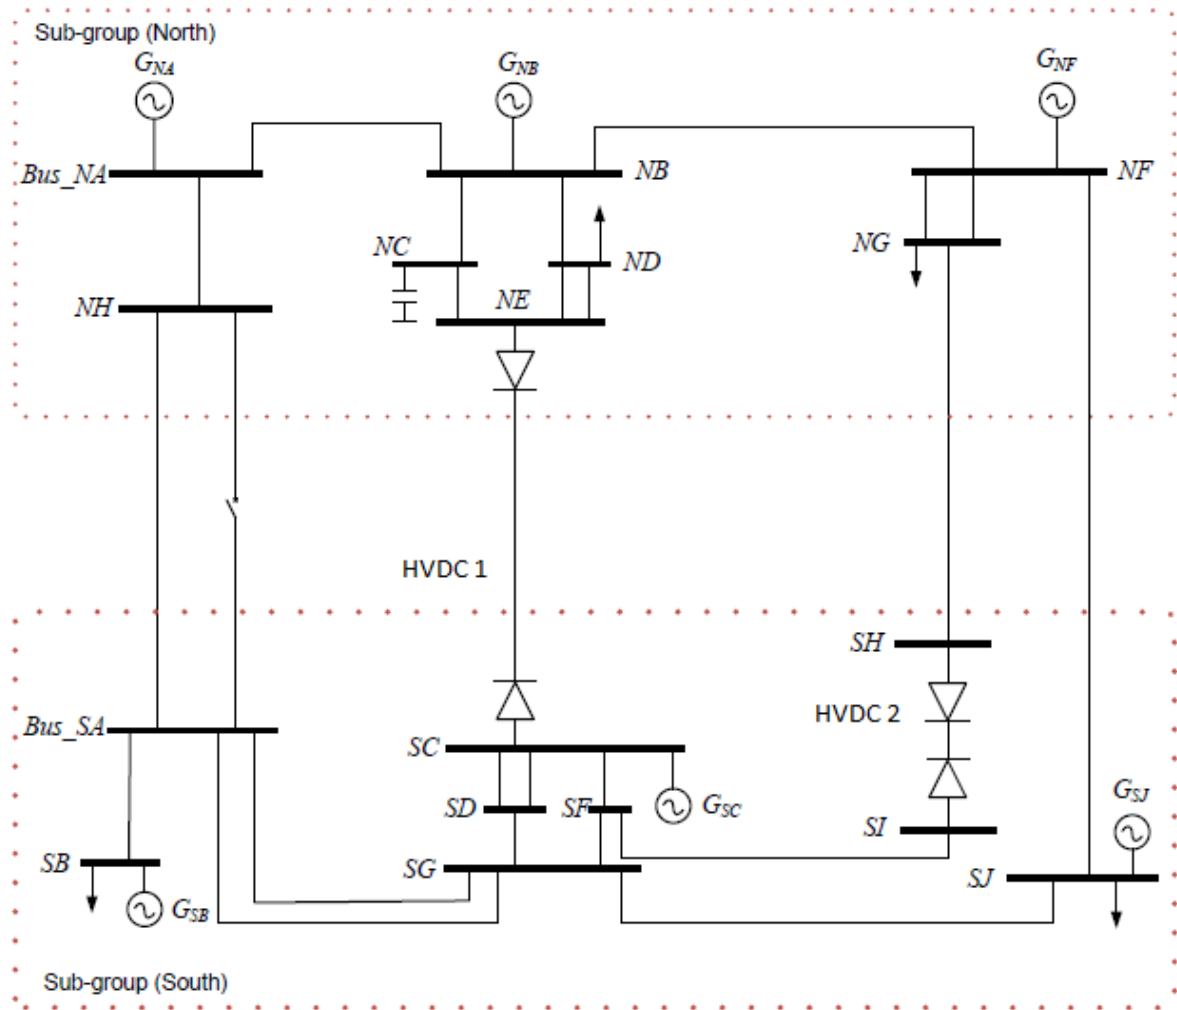 Sub-group (North)
G_NA
G_NB
G_NF
Bus_NA
NB
NF
NC
ND
NG
NE
NH
HVDC 1
SH
HVDC 2
Bus_SA
SC
SD
SF
G_SC
G_SJ
SI
SB
SG
SJ
G_SB
Sub-group (South)